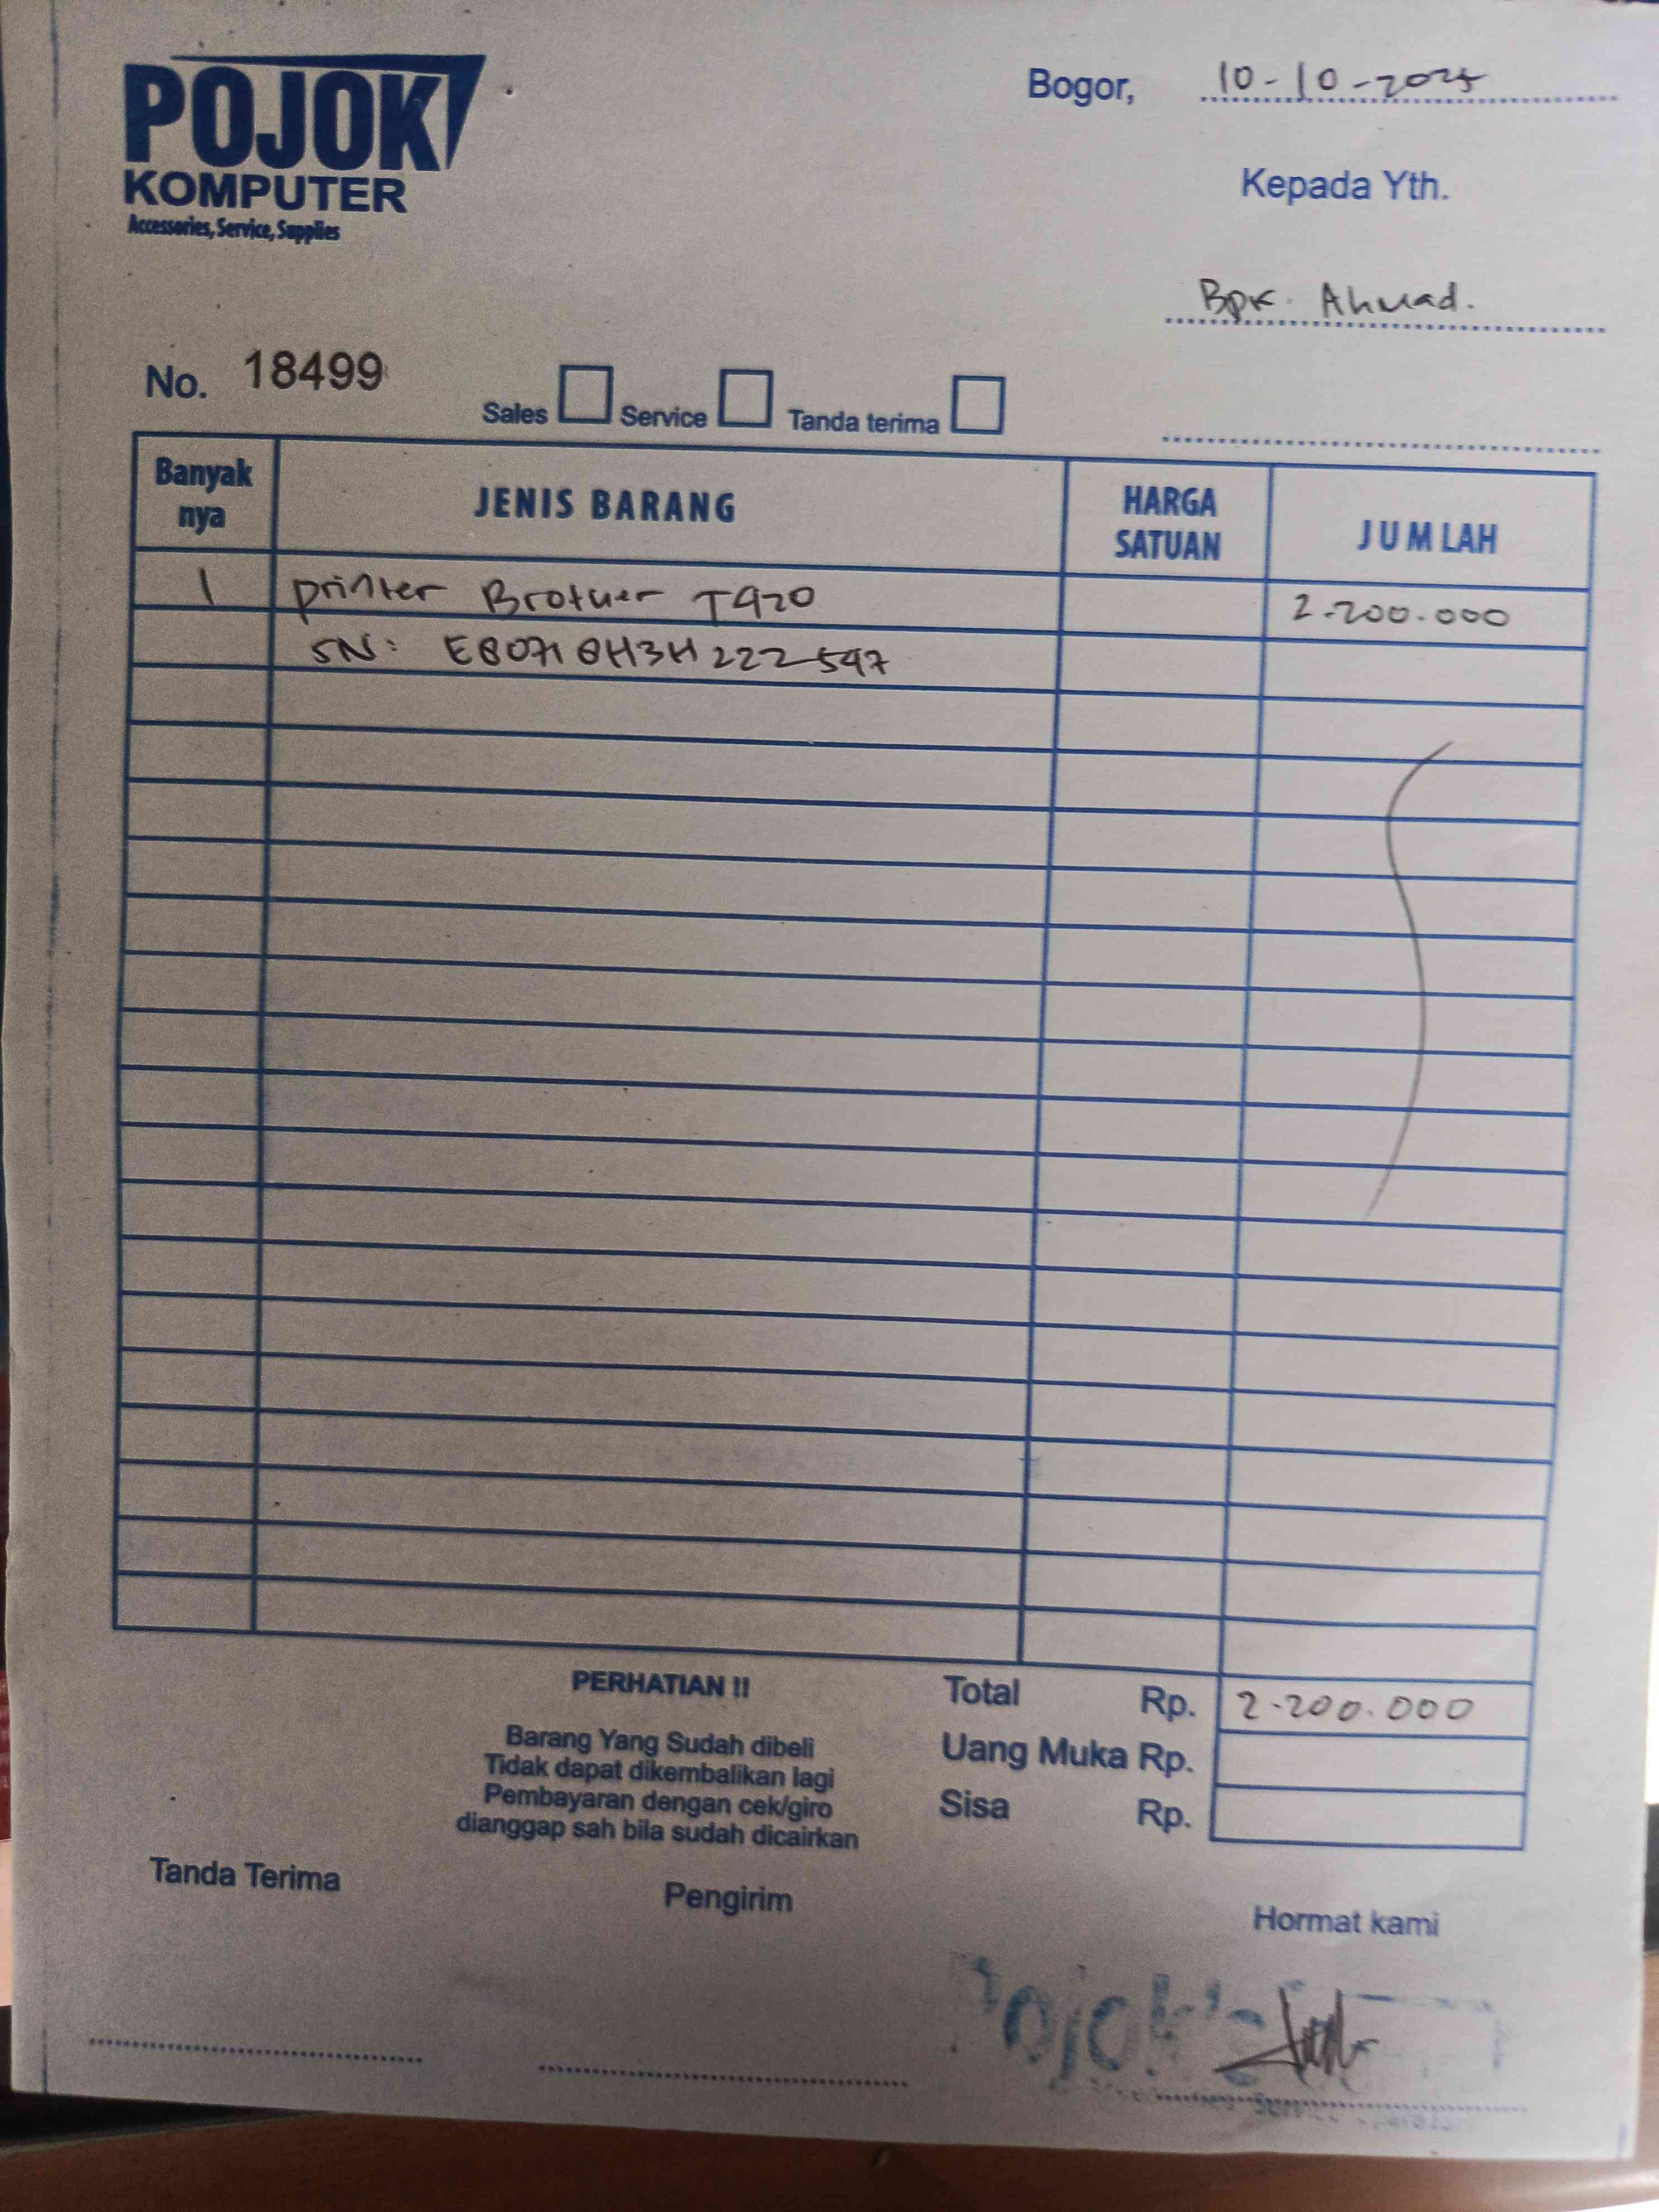 POJOK
KOMPUTER
Accessories, Service, Supplies
Bogor, 10-10-2025
Kepada Yth.
Bpk. Ahmad.
No. 18499
Sales Service Tanda terima
Banyak nya JENIS BARANG HARGA SATUAN JUMLAH
1 printer Brother T920 2.200.000
SN: E80718H3H222547
PERHATIAN !!
Barang Yang Sudah dibeli
Tidak dapat dikembalikan lagi
Pembayaran dengan cek/giro
dianggap sah bila sudah dicairkan
Total Rp. 2.200.000
Uang Muka Rp.
Sisa Rp.
Tanda Terima
Pengirim
Hormat kami
Pojok's